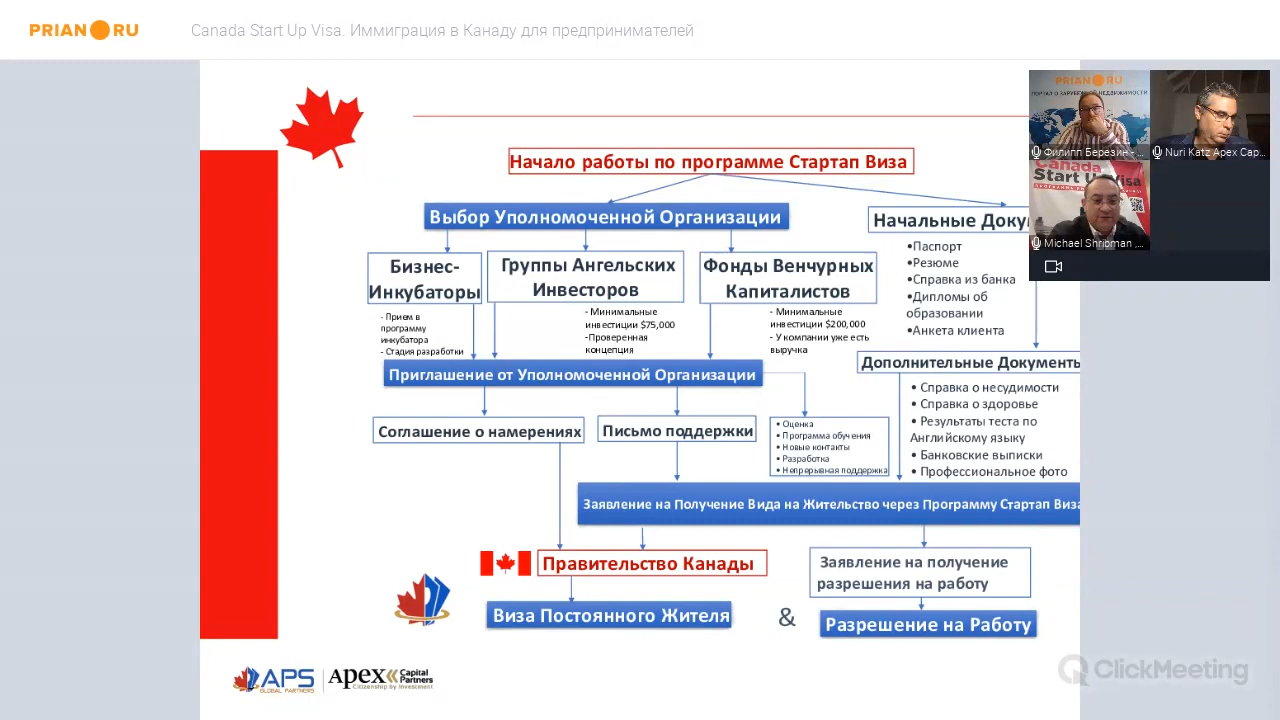 PRIAN RU
Canada Start Up Visa. Иммиграция в Канаду для предпринимателей
Начало работы по программе Стартап Виза
Выбор Уполномоченной Организации
Начальные Доку
Бизнес-
Инкубаторы
Группы Ангельских
Инвесторов
Фонды Венчурных
Капиталистов
•Паспорт
•Резюме
•Справка из банка
•Дипломы об
образовании
•Анкета клиента
- Прием в
программу
инкубатора
- Стадия разработки
- Минимальные
инвестиции $75,000
-Проверенная
концепция
- Минимальные
инвестиции $200,000
- У компании уже есть
выручка
Приглашение от Уполномоченной Организации
Дополнительные Документы
• Справка о несудимости
• Справка о здоровье
• Результаты теста по
Английскому языку
• Банковские выписки
• Профессиональное фото
Соглашение о намерениях
Письмо поддержки
• Оценка
• Программа обучения
• Новые контакты
• Разработка
• Непрерывная поддержка
Заявление на Получение Вида на Жительство через Программу Стартап Виза
Правительство Канады
Заявление на получение
разрешения на работу
Виза Постоянного Жителя
&
Разрешение на Работу
APS
GLOBAL PARTNERS
APEX
Capital
Partners
Citizenship by Investment
PRIAN RU
ПОРТАЛ О ЗАРУБЕЖНОЙ НЕДВИЖИМОСТИ
Филипп Березин - ...
Nuri Katz Apex Cap...
Canada
Start Up Visa
Michael Shribman ,...
ClickMeeting